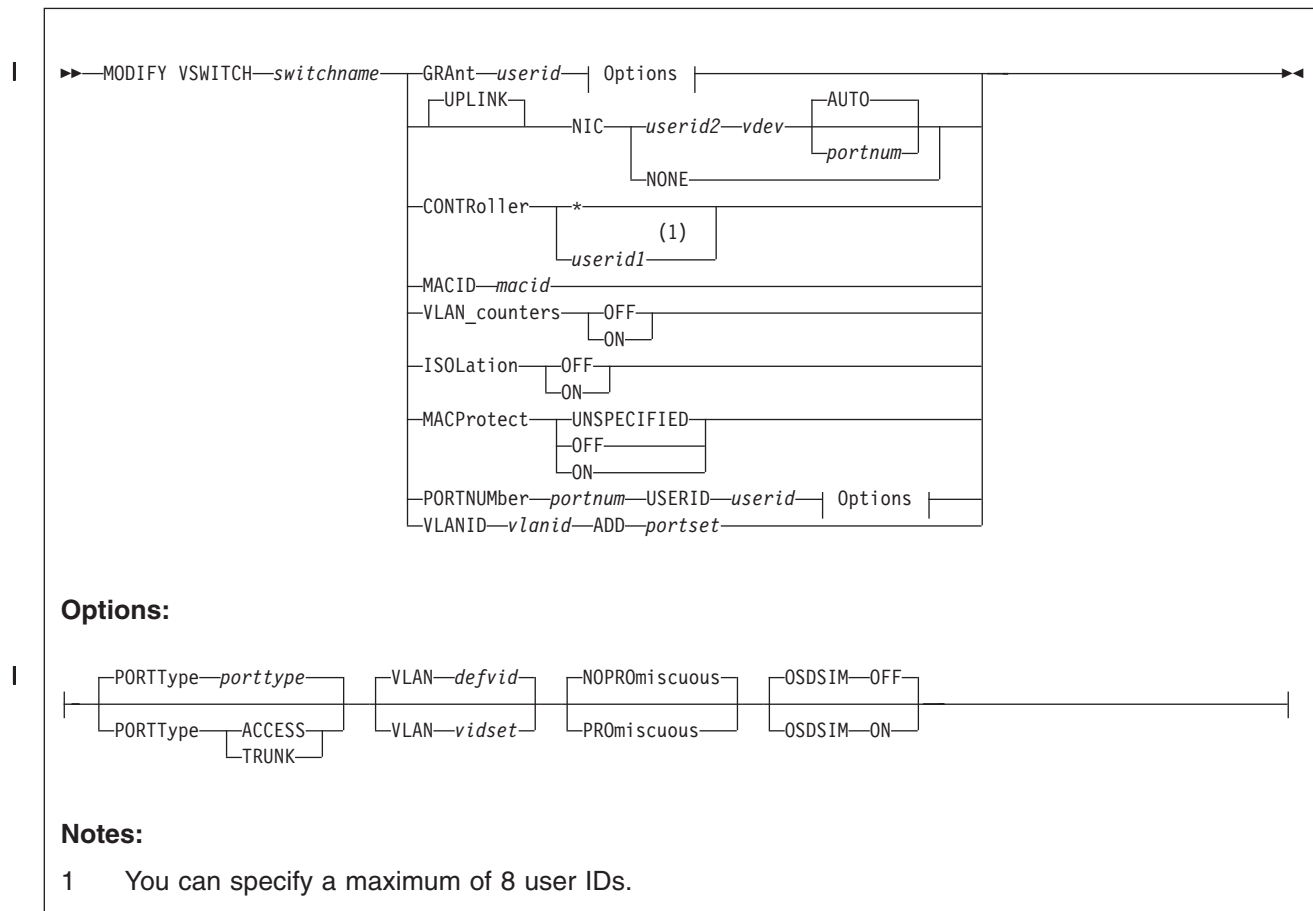 MODIFY VSWITCH switchname GRAnt userid Options
UPLINK AUTO
NIC userid2 vdev
portnum
NONE
CONTRoller *
(1)
userid1
MACID macid
VLAN_counters OFF
ON
ISOLation OFF
ON
MACProtect UNSPECIFIED
OFF
ON
PORTNUMber portnum USERID userid Options
VLANID vlanid ADD portset
Options:
PORTType porttype VLAN defvid NOPROmiscuous OSDSIM OFF
PORTType ACCESS VLAN vidset PROmiscuous OSDSIM ON
TRUNK
Notes:
1 You can specify a maximum of 8 user IDs.